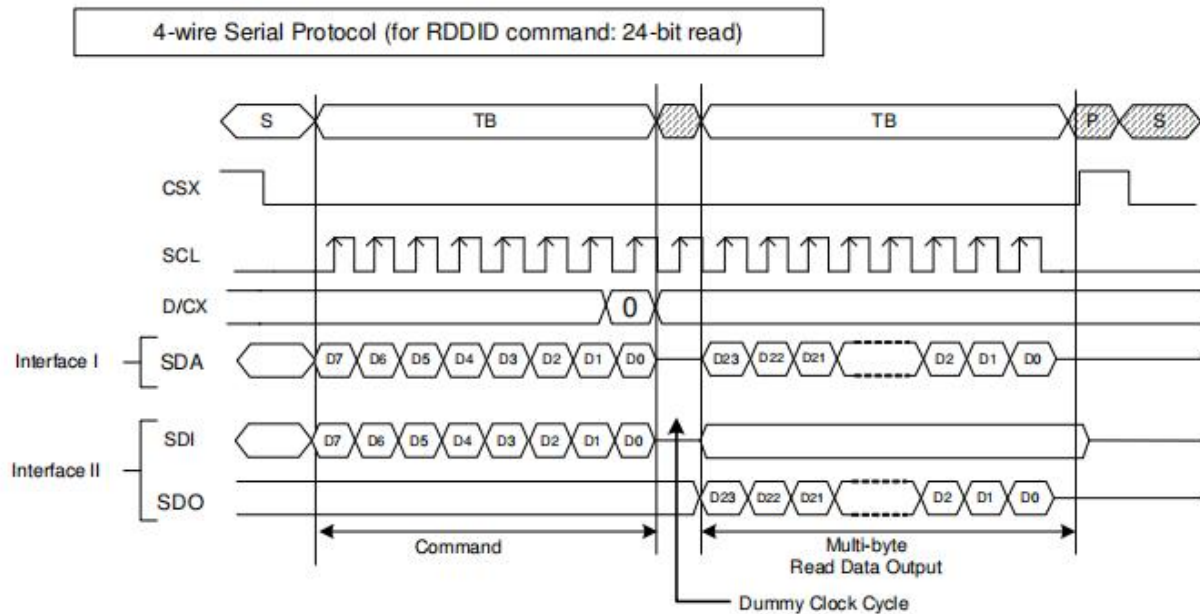 4-wire Serial Protocol (for RDDID command: 24-bit read)
S TB TB P S
CSX
SCL
D/CX 0
Interface I SDA D7 D6 D5 D4 D3 D2 D1 D0 D23 D22 D21 D2 D1 D0
Interface II
SDI D7 D6 D5 D4 D3 D2 D1 D0
SDO D23 D22 D21 D2 D1 D0
Command
Multi-byte
Read Data Output
Dummy Clock Cycle